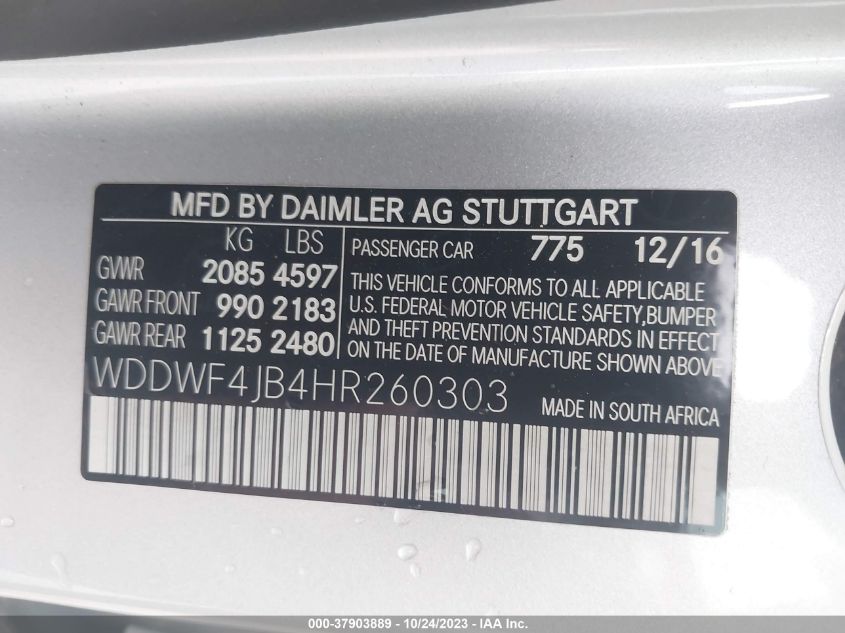 MFD BY DAIMLER AG STUTTGART
KG LBS
GVWR 2085 4597
GAWR FRONT 990 2183
GAWR REAR 1125 2480
PASSENGER CAR 775 12/16
THIS VEHICLE CONFORMS TO ALL APPLICABLE
U.S. FEDERAL MOTOR VEHICLE SAFETY,BUMPER
AND THEFT PREVENTION STANDARDS IN EFFECT
ON THE DATE OF MANUFACTURE SHOWN ABOVE
WDDWF4JB4HR260303
MADE IN SOUTH AFRICA
000-37903889 - 10/24/2023 - © IAA, Inc.